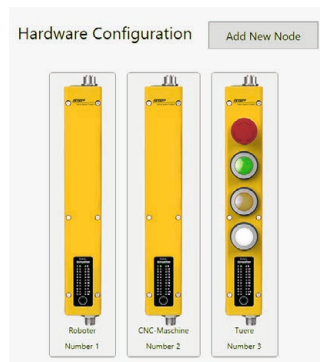 Hardware Configuration
Add New Node
Roboter
CNC-Maschine
Tuere
Number 1
Number 2
Number 3